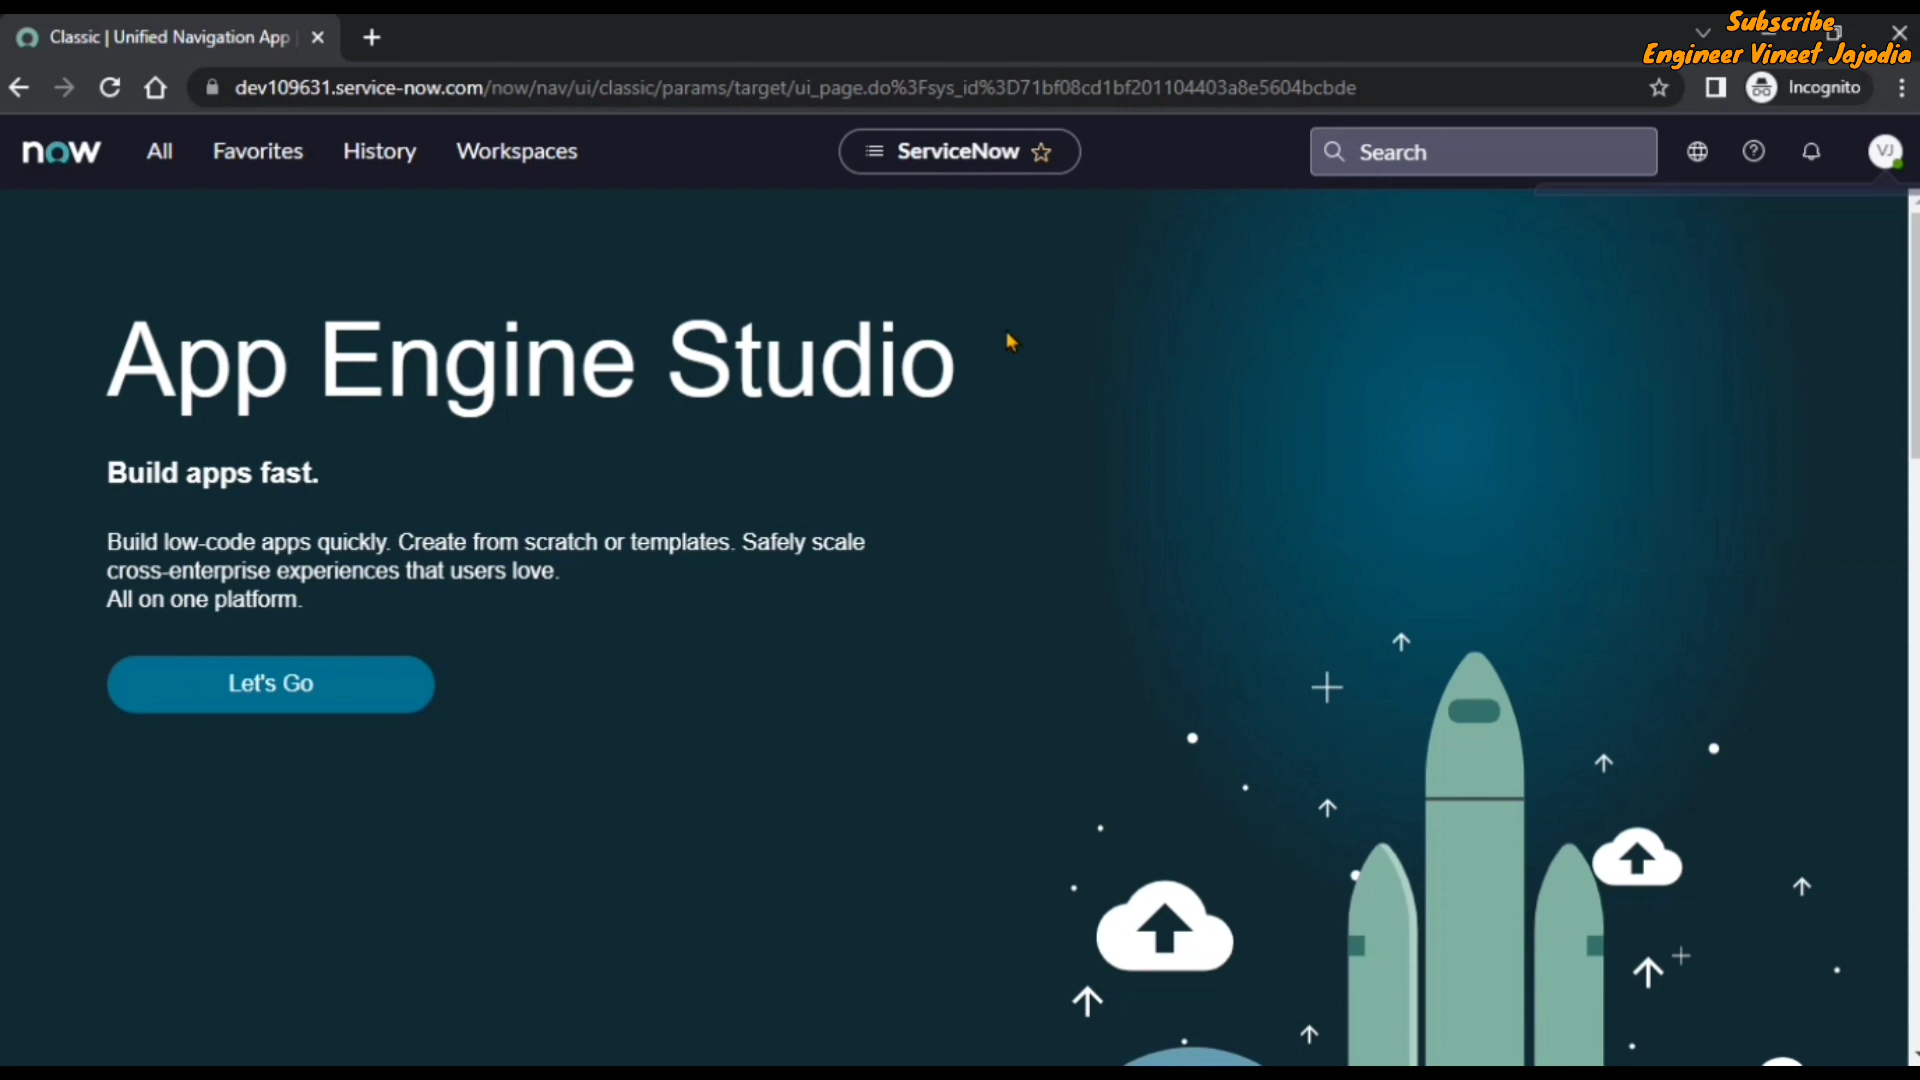 Subscribe
Engineer Vineet Jajodia
Classic | Unified Navigation App
dev109631.service-now.com/now/nav/ui/classic/params/target/ui_page.do%3Fsys_id%3D71bf08cd1bf201104403a8e5604bcbde
Incognito
now All Favorites History Workspaces ServiceNow Search VJ
App Engine Studio
Build apps fast.
Build low-code apps quickly. Create from scratch or templates. Safely scale
cross-enterprise experiences that users love.
All on one platform.
Let's Go